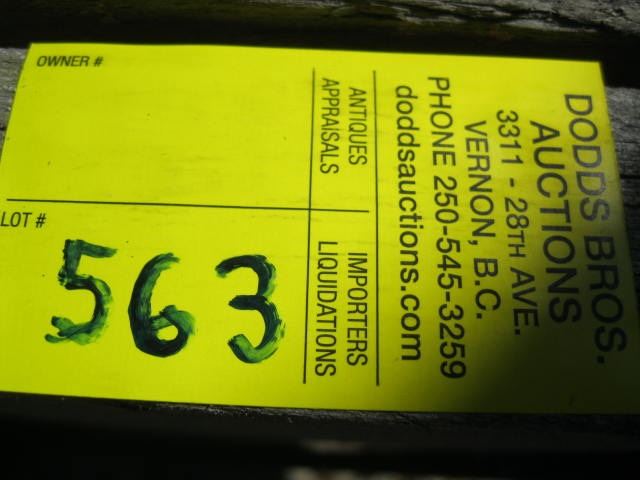 DODDS BROS.
AUCTIONS
3311 - 28TH AVE.
VERNON, B.C.
PHONE 250-545-3259
doddsauctions.com
ANTIQUES
APPRAISALS
IMPORTERS
LIQUIDATIONS
OWNER #
LOT #
563